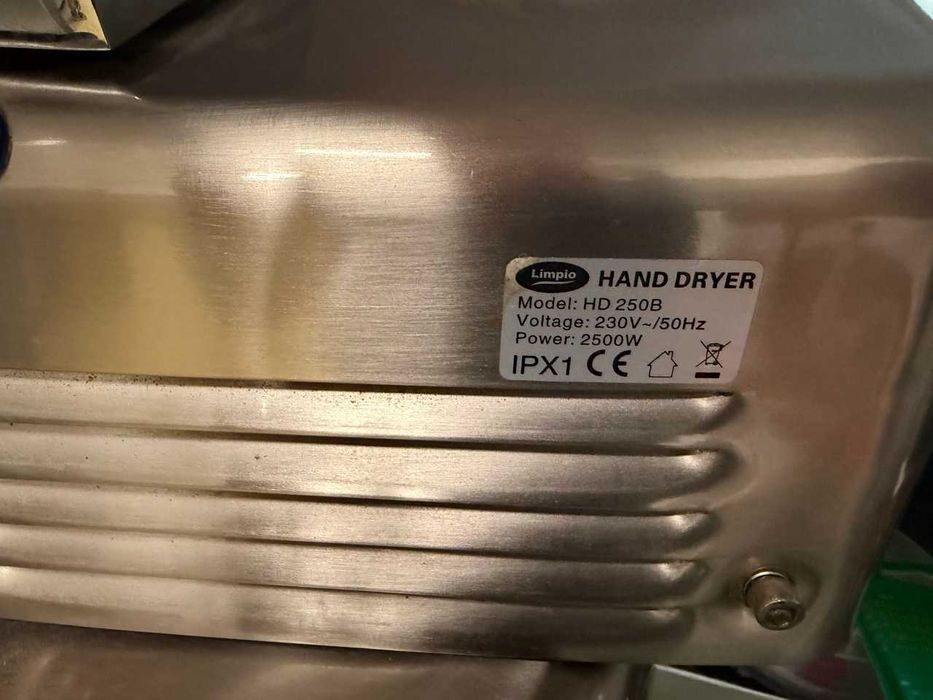 Limpio HAND DRYER
Model: HD 250B
Voltage: 230V~/50Hz
Power: 2500W
IPX1 CE